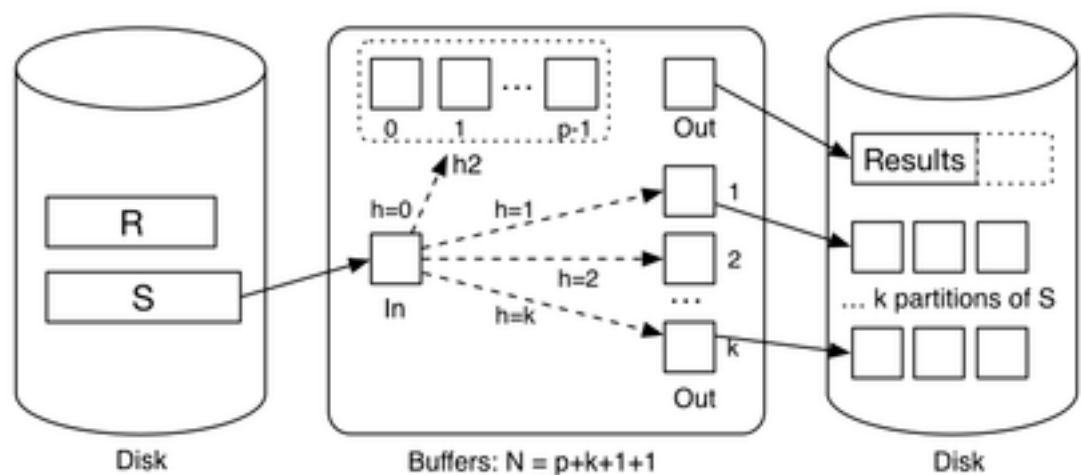 0 1 ... p-1
Out
h2
Results
R
h=0
h=1
1
S
h=2
2
In
h=k
...
... k partitions of S
k
Out
Disk
Buffers: N = p+k+1+1
Disk